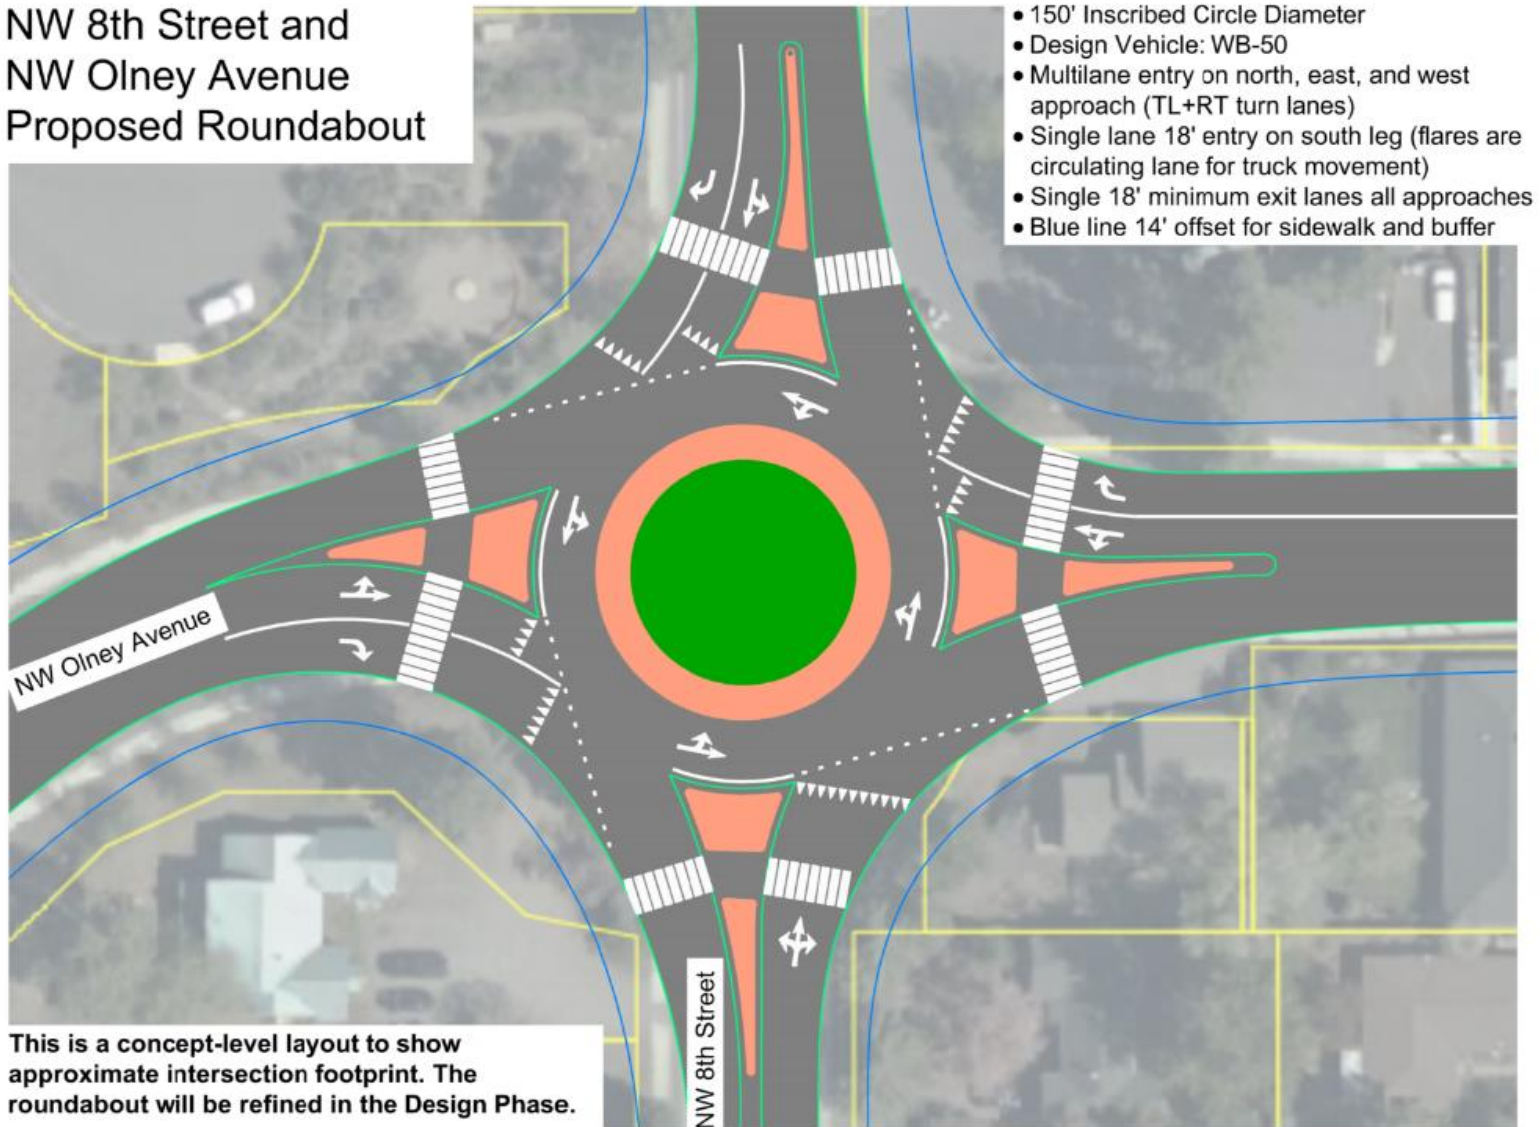 NW 8th Street and
NW Olney Avenue
Proposed Roundabout
• 150' Inscribed Circle Diameter
• Design Vehicle: WB-50
• Multilane entry on north, east, and west
approach (TL+RT turn lanes)
• Single lane 18' entry on south leg (flares are
circulating lane for truck movement)
• Single 18' minimum exit lanes all approaches
• Blue line 14' offset for sidewalk and buffer
NW Olney Avenue
NW 8th Street
This is a concept-level layout to show
approximate intersection footprint. The
roundabout will be refined in the Design Phase.